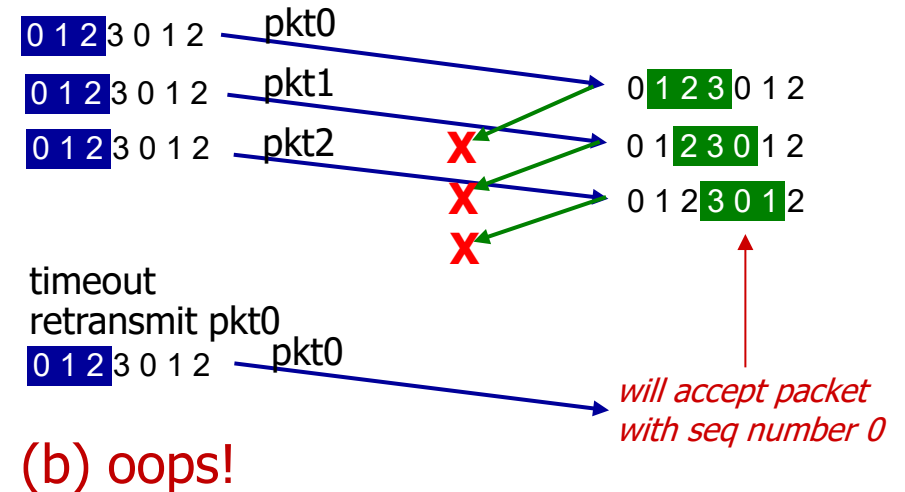 0 1 2 3 0 1 2
pkt0
0 1 2 3 0 1 2
0 1 2 3 0 1 2
pkt1
X
0 1 2 3 0 1 2
0 1 2 3 0 1 2
pkt2
X
0 1 2 3 0 1 2
X
timeout
retransmit pkt0
0 1 2 3 0 1 2
pkt0
will accept packet
with seq number 0
(b) oops!